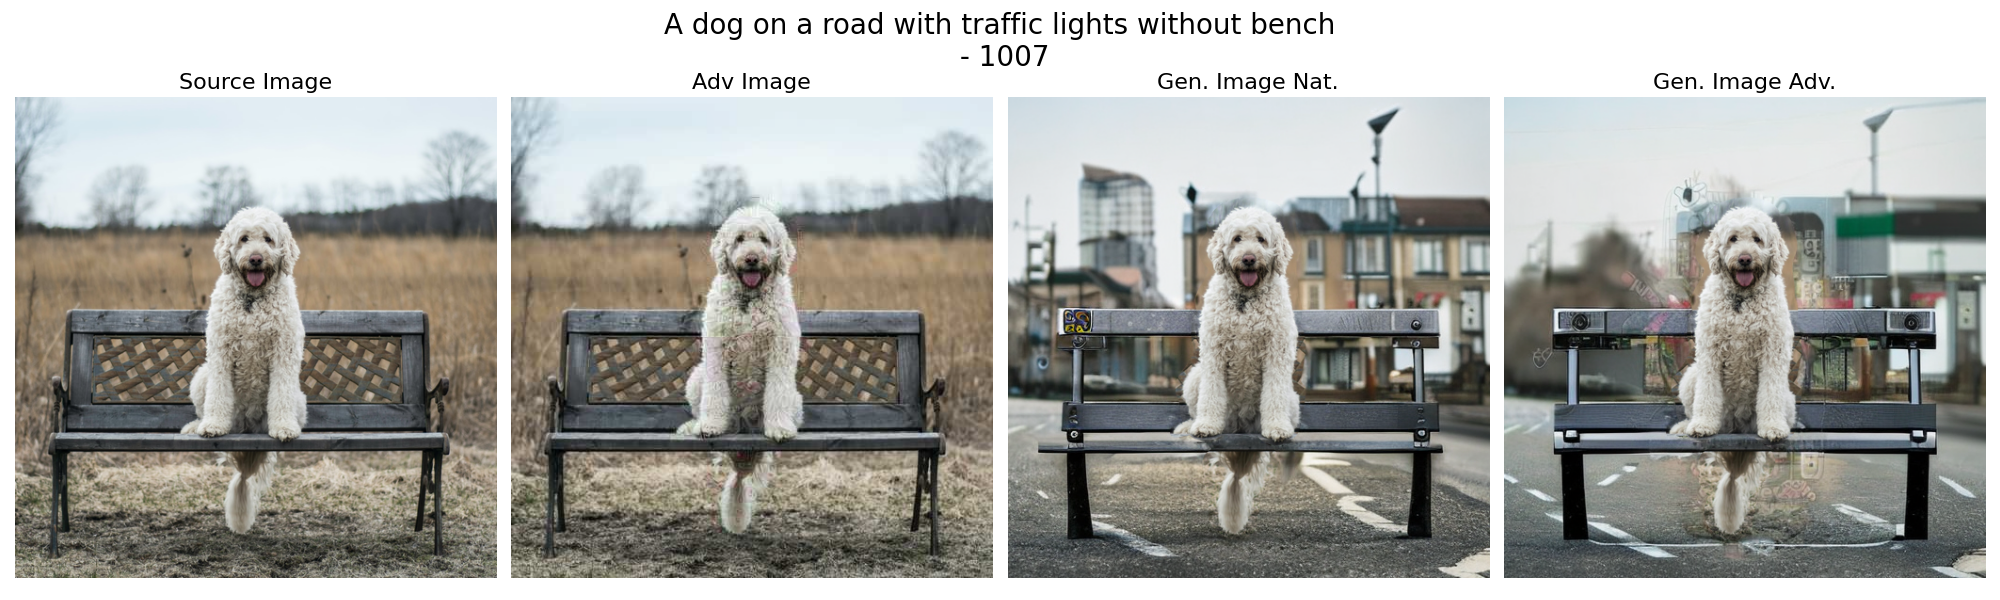 A dog on a road with traffic lights without bench
- 1007
Source Image
Adv Image
Gen. Image Nat.
Gen. Image Adv.